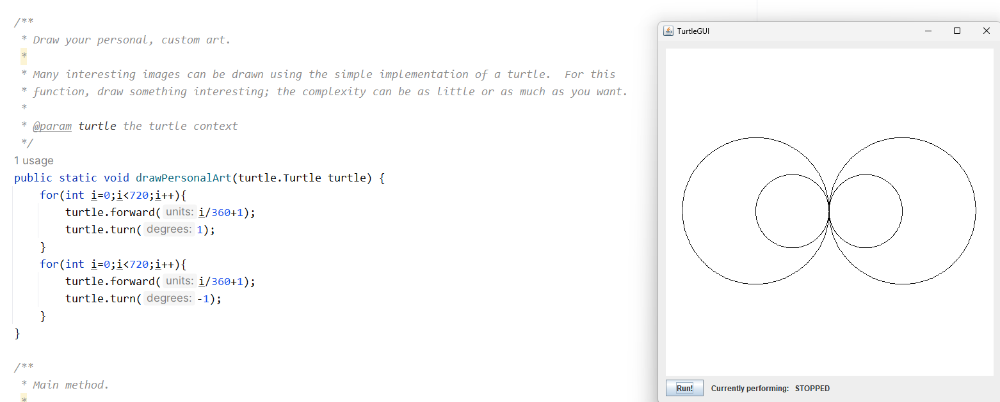 /**
* Draw your personal, custom art.
*
* Many interesting images can be drawn using the simple implementation of a turtle.  For this
* function, draw something interesting; the complexity can be as little or as much as you want.
*
* @param turtle the turtle context
*/
1 usage
public static void drawPersonalArt(turtle.Turtle turtle) {
for(int i=0;i<720;i++){
turtle.forward( units: i/360+1);
turtle.turn( degrees: 1);
}
for(int i=0;i<720;i++){
turtle.forward( units: i/360+1);
turtle.turn( degrees: -1);
}
}
/**
* Main method.
*
TurtleGUI
Run! Currently performing: STOPPED